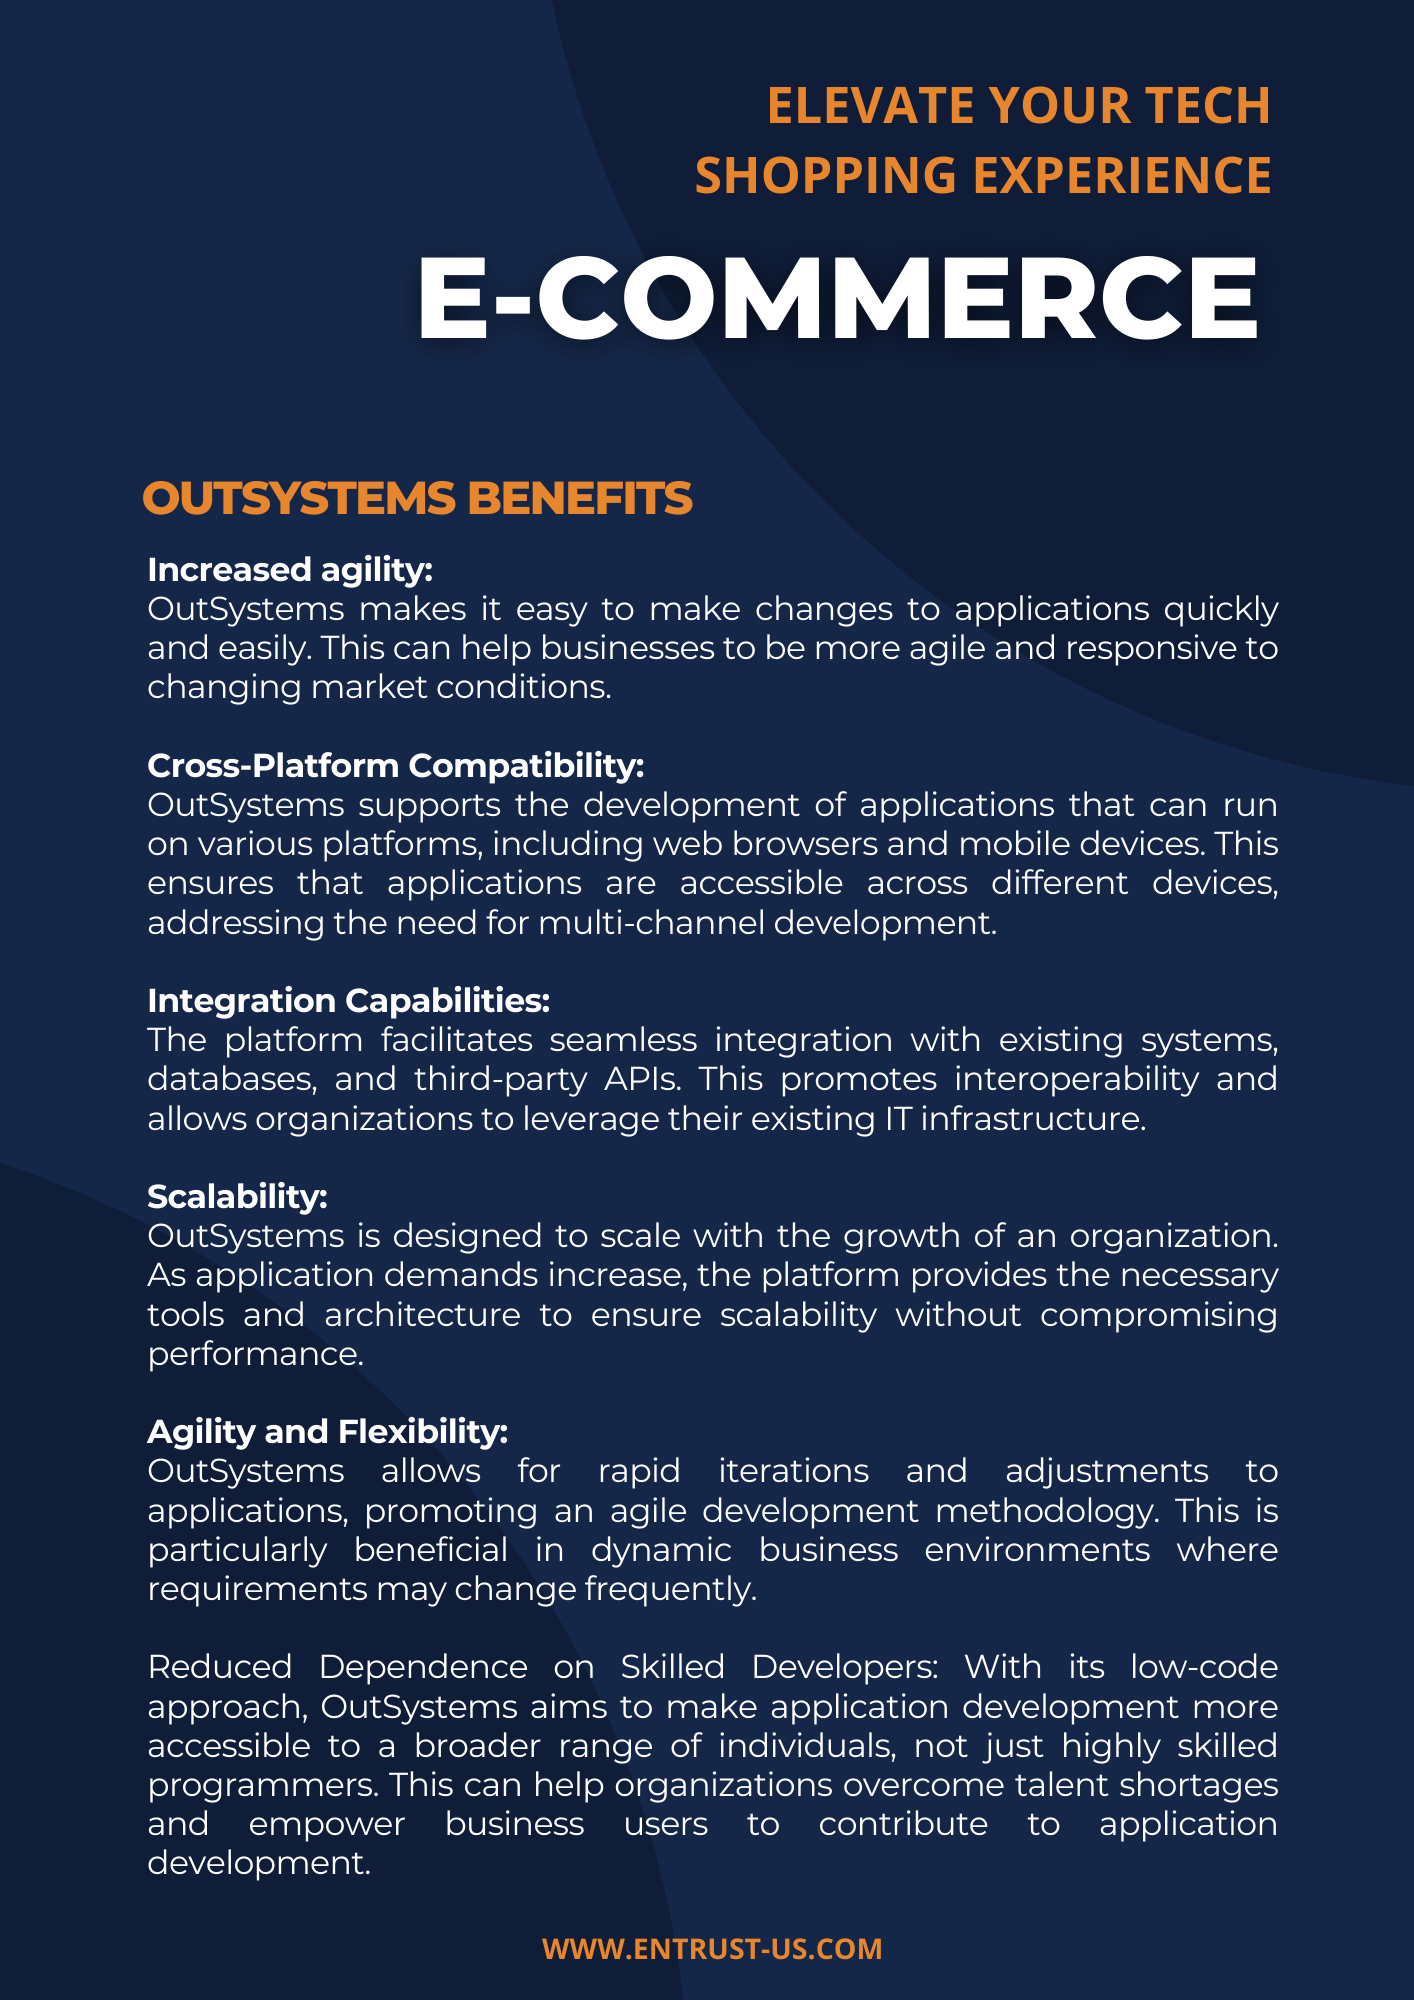 ELEVATE YOUR TECH
SHOPPING EXPERIENCE
E-COMMERCE
OUTSYSTEMS BENEFITS
Increased agility:
OutSystems makes it easy to make changes to applications quickly
and easily. This can help businesses to be more agile and responsive to
changing market conditions.
Cross-Platform Compatibility:
OutSystems supports the development of applications that can run
on various platforms, including web browsers and mobile devices. This
ensures that applications are accessible across different devices,
addressing the need for multi-channel development.
Integration Capabilities:
The platform facilitates seamless integration with existing systems,
databases, and third-party APIs. This promotes interoperability and
allows organizations to leverage their existing IT infrastructure.
Scalability:
OutSystems is designed to scale with the growth of an organization.
As application demands increase, the platform provides the necessary
tools and architecture to ensure scalability without compromising
performance.
Agility and Flexibility:
OutSystems allows for rapid iterations and adjustments to
applications, promoting an agile development methodology. This is
particularly beneficial in dynamic business environments where
requirements may change frequently.
Reduced Dependence on Skilled Developers: With its low-code
approach, OutSystems aims to make application development more
accessible to a broader range of individuals, not just highly skilled
programmers. This can help organizations overcome talent shortages
and empower business users to contribute to application
development.
WWW.ENTRUST-US.COM